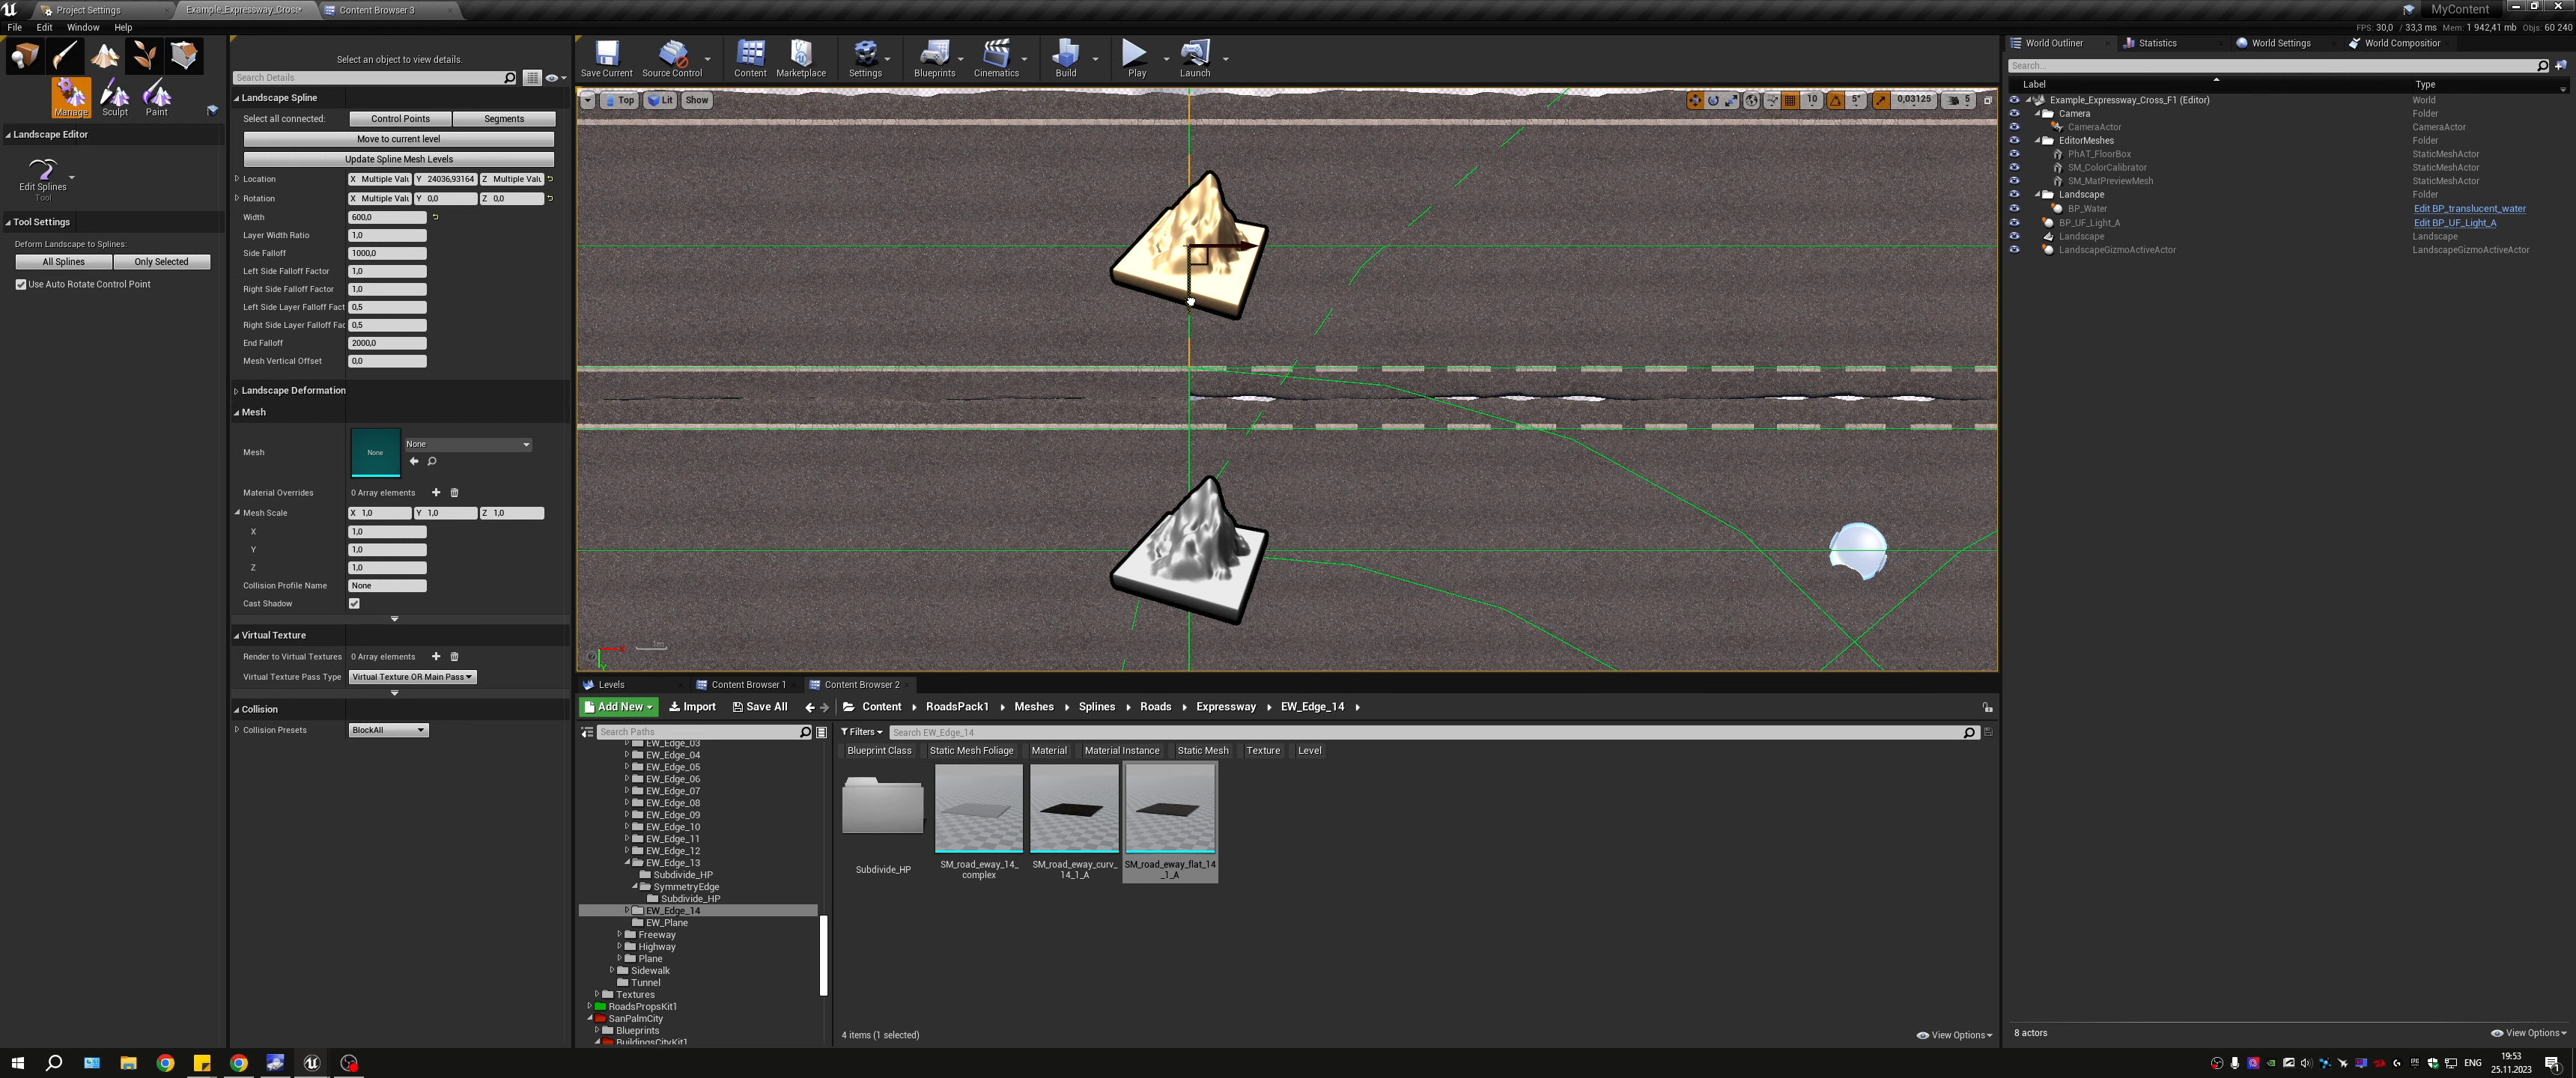 Project Settings
Example_Expressway_Cross*
Content Browser 3
MyContent
File Edit Window Help
FPS: 30,0 / 33,3 ms Mem: 1 942,41 mb Objs: 60 240
Manage Sculpt Paint
Landscape Editor
Edit Splines
Tool
Tool Settings
Deform Landscape to Splines:
All Splines Only Selected
Use Auto Rotate Control Point
Select an object to view details.
Search Details
Landscape Spline
Select all connected: Control Points Segments
Move to current level
Update Spline Mesh Levels
Location X Multiple Valu Y 24036,93164 Z Multiple Valu
Rotation X Multiple Valu Y 0,0 Z 0,0
Width 600,0
Layer Width Ratio 1,0
Side Falloff 1000,0
Left Side Falloff Factor 1,0
Right Side Falloff Factor 1,0
Left Side Layer Falloff Fact 0,5
Right Side Layer Falloff Fac 0,5
End Falloff 2000,0
Mesh Vertical Offset 0,0
Landscape Deformation
Mesh
Mesh None None
Material Overrides 0 Array elements
Mesh Scale X 1,0 Y 1,0 Z 1,0
X 1,0
Y 1,0
Z 1,0
Collision Profile Name None
Cast Shadow
Virtual Texture
Render to Virtual Textures 0 Array elements
Virtual Texture Pass Type Virtual Texture OR Main Pass
Collision
Collision Presets BlockAll
Save Current Source Control Content Marketplace Settings Blueprints Cinematics Build Play Launch
Top Lit Show 10 5° 0,03125 5
Levels Content Browser 1 Content Browser 2
Add New Import Save All Content RoadsPack1 Meshes Splines Roads Expressway EW_Edge_14
Search Paths
EW_Edge_03
EW_Edge_04
EW_Edge_05
EW_Edge_06
EW_Edge_07
EW_Edge_08
EW_Edge_09
EW_Edge_10
EW_Edge_11
EW_Edge_12
EW_Edge_13
Subdivide_HP
SymmetryEdge
Subdivide_HP
EW_Edge_14
EW_Plane
Freeway
Highway
Plane
Sidewalk
Tunnel
Textures
RoadsPropsKit1
SanPalmCity
Blueprints
BuildingsCityKit1
Filters Search EW_Edge_14
Blueprint Class Static Mesh Foliage Material Material Instance Static Mesh Texture Level
Subdivide_HP
SM_road_eway_14_
complex
SM_road_eway_curv_
14_1_A
SM_road_eway_flat_14
_1_A
4 items (1 selected)
View Options
World Outliner Statistics World Settings World Compositior
Search...
Label Type
Example_Expressway_Cross_F1 (Editor) World
Camera Folder
CameraActor CameraActor
EditorMeshes Folder
PhAT_FloorBox StaticMeshActor
SM_ColorCalibrator StaticMeshActor
SM_MatPreviewMesh StaticMeshActor
Landscape Folder
BP_Water Edit BP_translucent_water
BP_UF_Light_A Edit BP_UF_Light_A
Landscape Landscape
LandscapeGizmoActiveActor LandscapeGizmoActiveActor
8 actors
View Options
ENG
19:53
25.11.2023